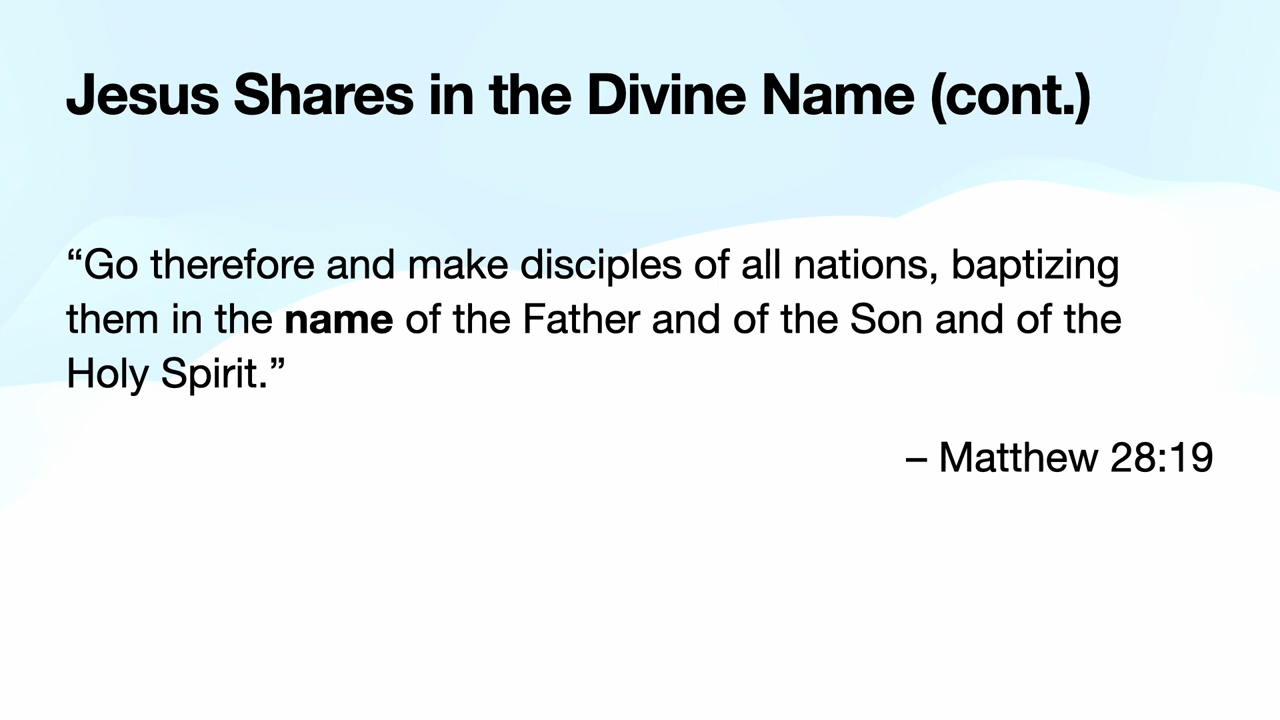 Jesus Shares in the Divine Name (cont.)
“Go therefore and make disciples of all nations, baptizing
them in the name of the Father and of the Son and of the
Holy Spirit.”
– Matthew 28:19